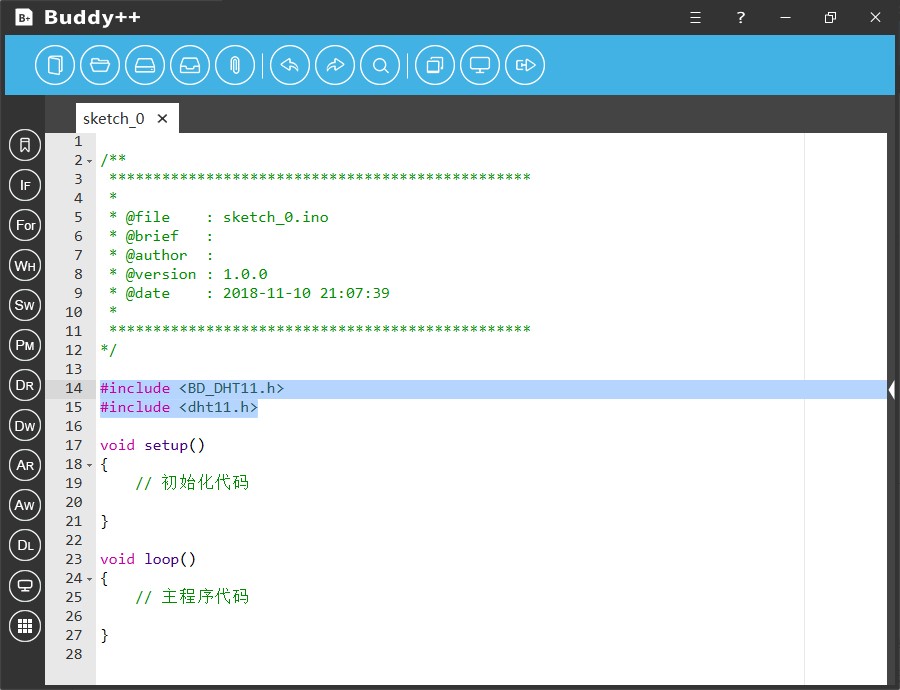 B+ Buddy++
?
sketch_0 ×
1
2 /**
3 ************************************************
4 *
5 * @file    : sketch_0.ino
6 * @brief   :
7 * @author  :
8 * @version : 1.0.0
9 * @date    : 2018-11-10 21:07:39
10 *
11 ************************************************
12 */
13
14 #include <BD_DHT11.h>
15 #include <dht11.h>
16
17 void setup()
18 {
19     // 初始化代码
20
21 }
22
23 void loop()
24 {
25     // 主程序代码
26
27 }
28
IF
For
WH
SW
PM
DR
DW
AR
AW
DL